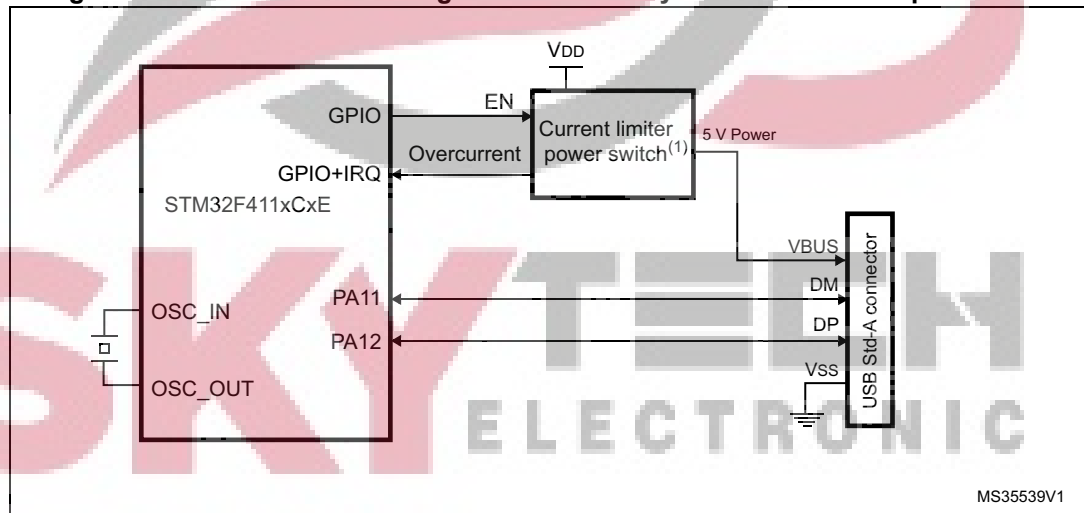 VDD
GPIO
EN
Current limiter
power switch(1)
5 V Power
Overcurrent
GPIO+IRQ
STM32F411xCxE
VBUS
OSC_IN
PA11
DM
PA12
DP
OSC_OUT
VSS
USB Std-A connector
SKYTECH
ELECTRONIC
MS35539V1